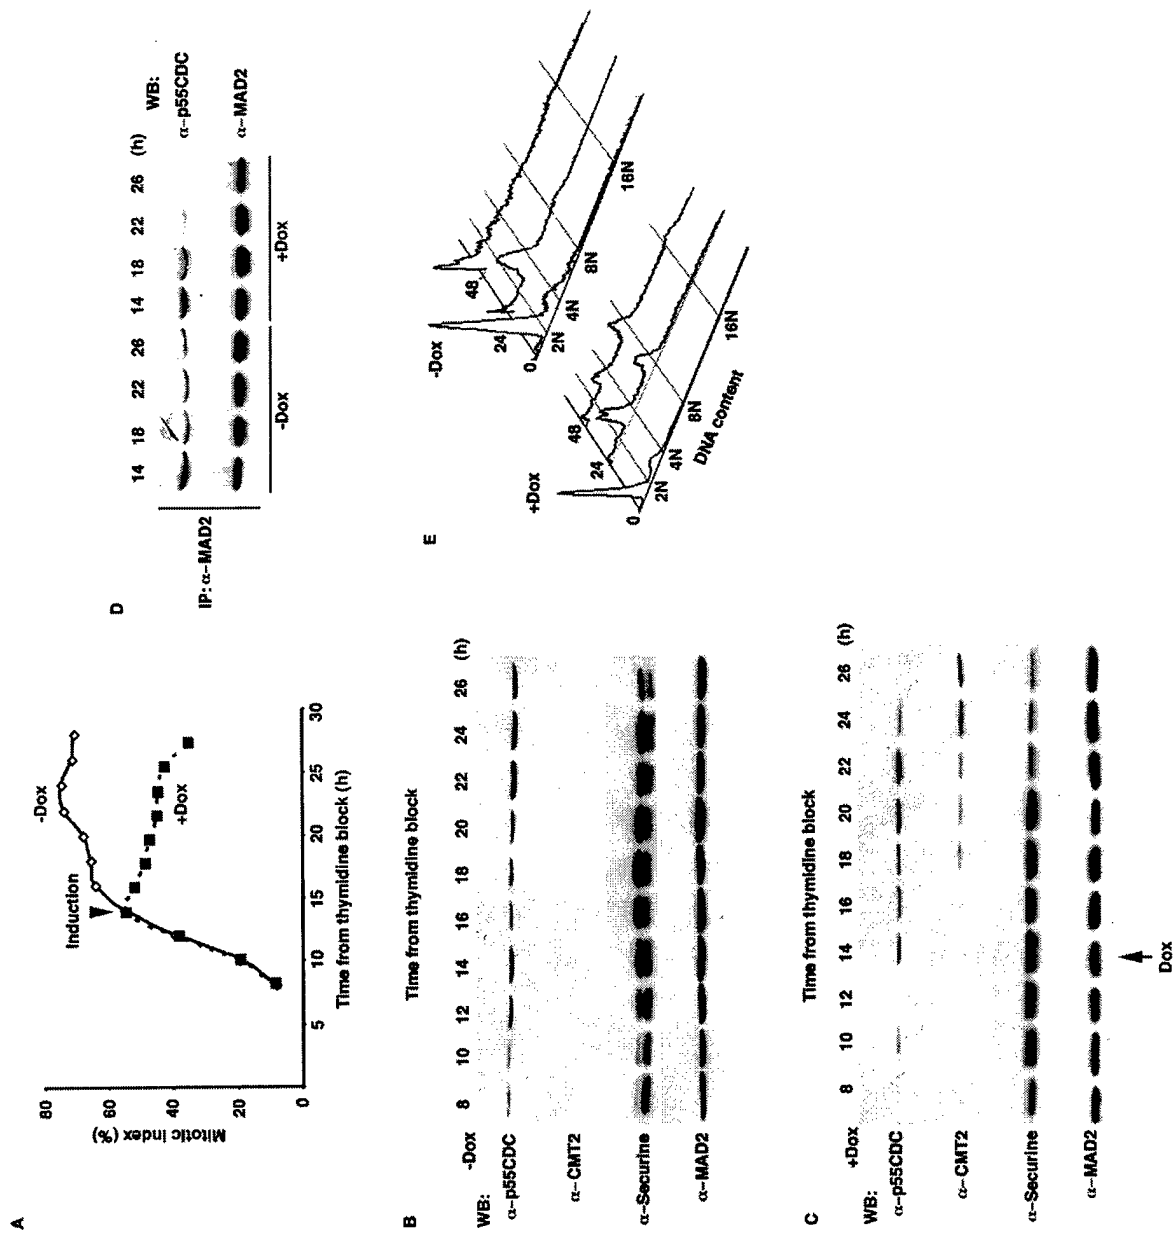 A
Mitotic index (%)
80
60
40
20
0
5
10
15
20
25
30
Time from thymidine block (h)
Induction
-Dox
+Dox
B
Time from thymidine block
-Dox
8 10 12 14 16 18 20 22 24 26 (h)
WB:
α-p55CDC
α-CMT2
α-Securine
α-MAD2
C
Time from thymidine block
+Dox
8 10 12 14 16 18 20 22 24 26 (h)
WB:
α-p55CDC
α-CMT2
α-Securine
α-MAD2
Dox
D
14 18 22 26 14 18 22 26 (h)
WB:
α-p55CDC
α-MAD2
IP: α-MAD2
-Dox
+Dox
E
-Dox
0
24
48
2N
4N
8N
16N
+Dox
0
24
48
2N
4N
8N
16N
DNA content